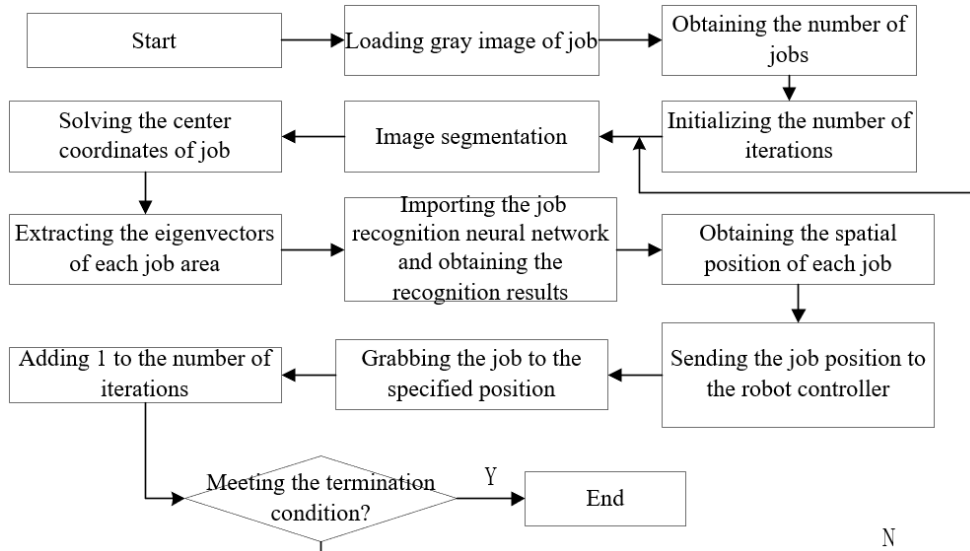 Start
Loading gray image of job
Obtaining the number of
jobs
Solving the center
coordinates of job
Image segmentation
Initializing the number of
iterations
Extracting the eigenvectors
of each job area
Importing the job
recognition neural network
and obtaining the
recognition results
Obtaining the spatial
position of each job
Adding 1 to the number of
iterations
Grabbing the job to the
specified position
Sending the job position to
the robot controller
Meeting the termination
condition?
Y
End
N